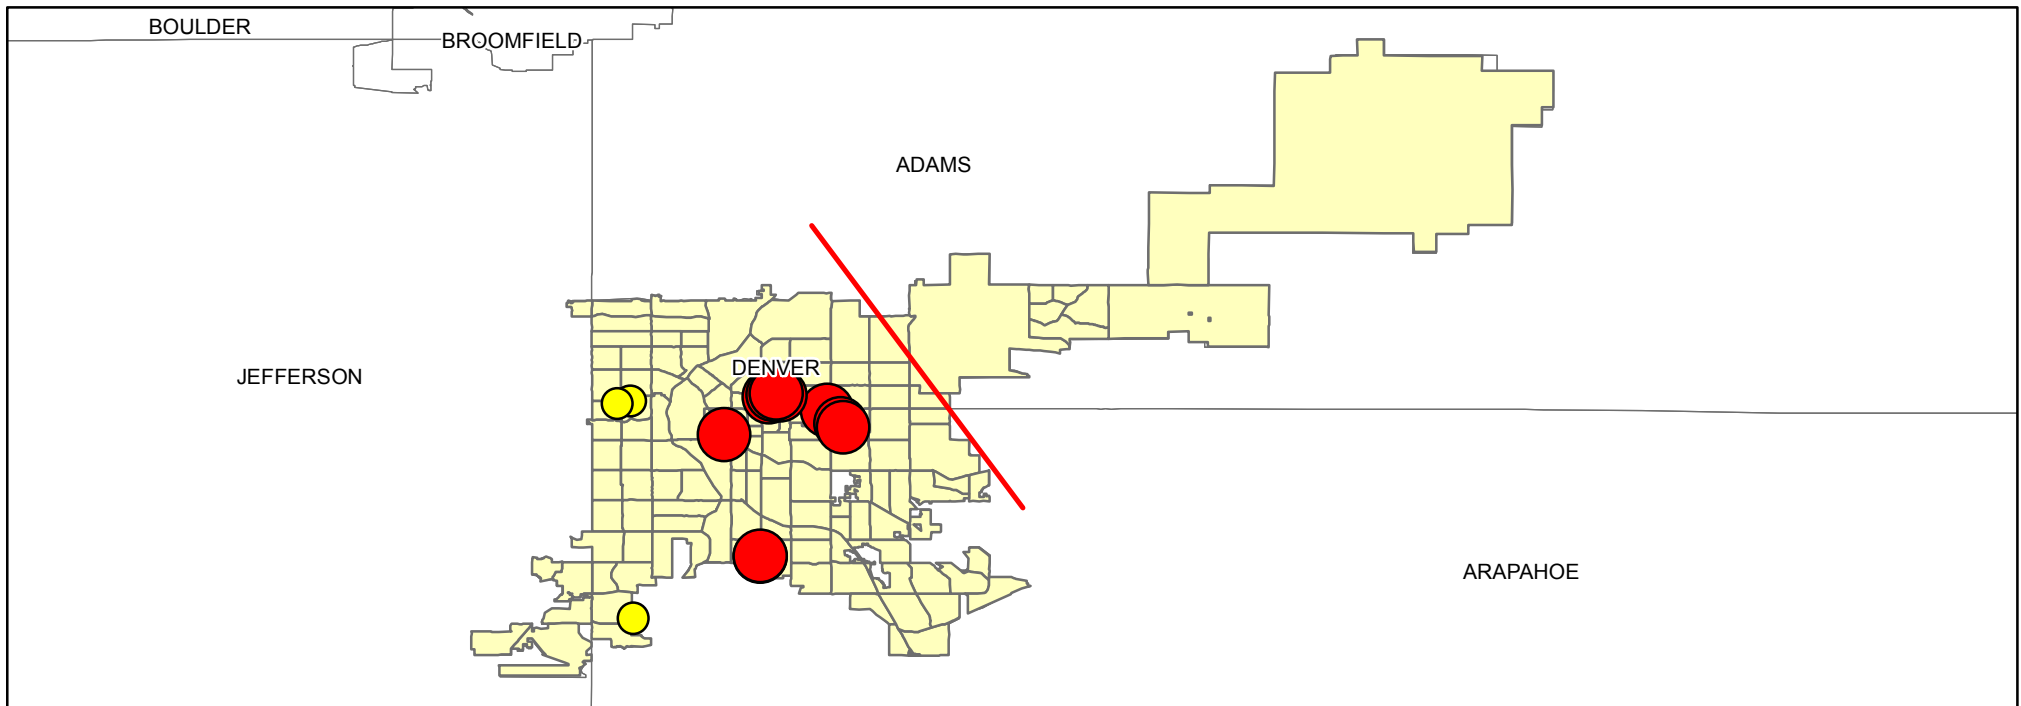 BOULDER
BROOMFIELD
ADAMS
DENVER
JEFFERSON
ARAPAHOE